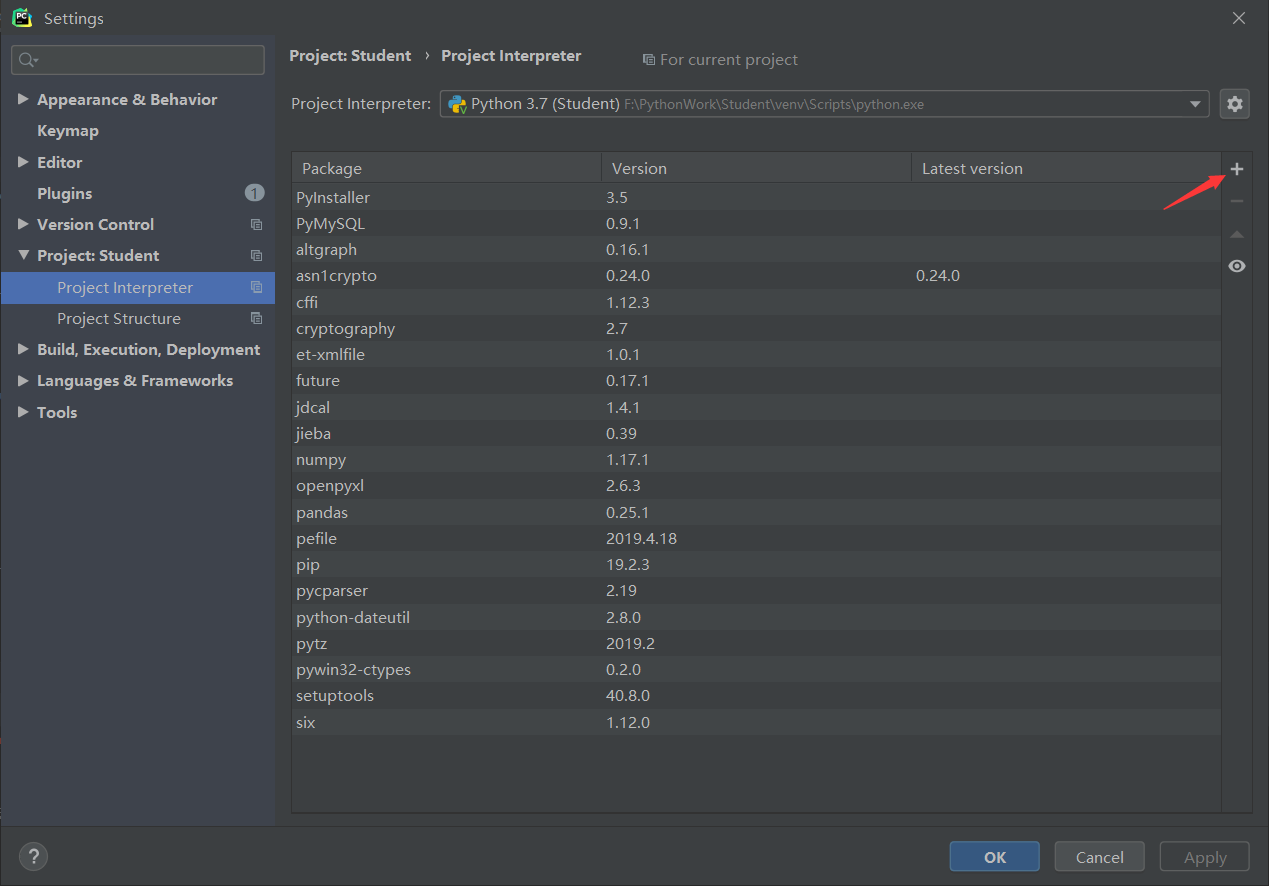 Settings
Project: Student › Project Interpreter For current project
Appearance & Behavior
Keymap
Editor
Plugins 1
Version Control
Project: Student
Project Interpreter
Project Structure
Build, Execution, Deployment
Languages & Frameworks
Tools
Project Interpreter: Python 3.7 (Student) F:\PythonWork\Student\venv\Scripts\python.exe
Package Version Latest version
PyInstaller 3.5
PyMySQL 0.9.1
altgraph 0.16.1
asn1crypto 0.24.0 0.24.0
cffi 1.12.3
cryptography 2.7
et-xmlfile 1.0.1
future 0.17.1
jdcal 1.4.1
jieba 0.39
numpy 1.17.1
openpyxl 2.6.3
pandas 0.25.1
pefile 2019.4.18
pip 19.2.3
pycparser 2.19
python-dateutil 2.8.0
pytz 2019.2
pywin32-ctypes 0.2.0
setuptools 40.8.0
six 1.12.0
? OK Cancel Apply